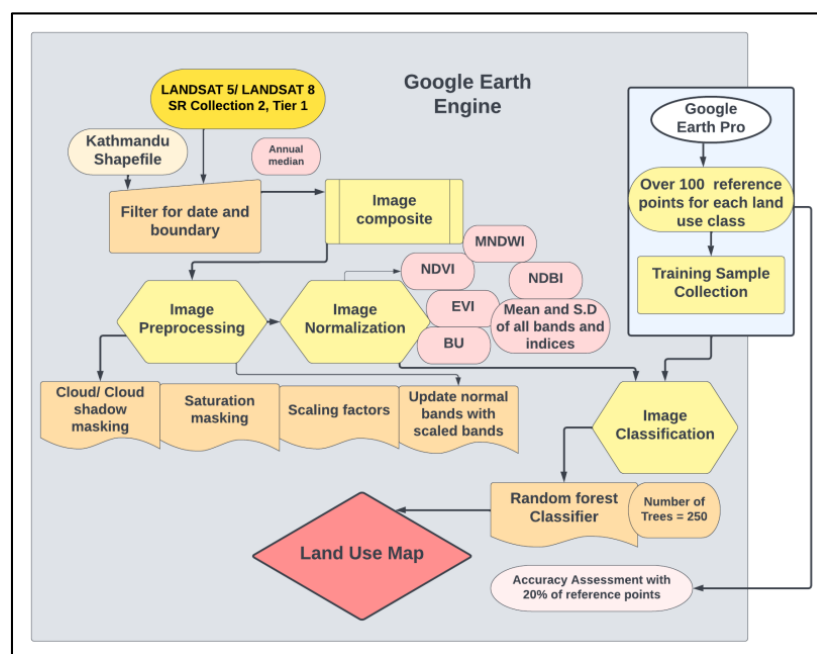 Google Earth
Engine
LANDSAT 5/ LANDSAT 8
SR Collection 2, Tier 1
Kathmandu
Shapefile
Annual
median
Filter for date and
boundary
Image
composite
MNDWI
NDVI
NDBI
EVI
Mean and S.D
of all bands and
indices
BU
Image
Preprocessing
Image
Normalization
Cloud/ Cloud
shadow
masking
Saturation
masking
Scaling factors
Update normal
bands with
scaled bands
Google
Earth Pro
Over 100 reference
points for each land
use class
Training Sample
Collection
Image
Classification
Random forest
Classifier
Number of
Trees = 250
Land Use Map
Accuracy Assessment with
20% of reference points